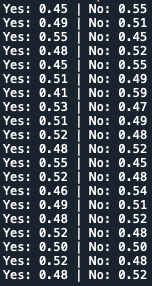 Yes: 0.45 | No: 0.55
Yes: 0.49 | No: 0.51
Yes: 0.55 | No: 0.45
Yes: 0.48 | No: 0.52
Yes: 0.45 | No: 0.55
Yes: 0.51 | No: 0.49
Yes: 0.41 | No: 0.59
Yes: 0.53 | No: 0.47
Yes: 0.51 | No: 0.49
Yes: 0.52 | No: 0.48
Yes: 0.48 | No: 0.52
Yes: 0.55 | No: 0.45
Yes: 0.52 | No: 0.48
Yes: 0.46 | No: 0.54
Yes: 0.49 | No: 0.51
Yes: 0.48 | No: 0.52
Yes: 0.52 | No: 0.48
Yes: 0.50 | No: 0.50
Yes: 0.52 | No: 0.48
Yes: 0.48 | No: 0.52